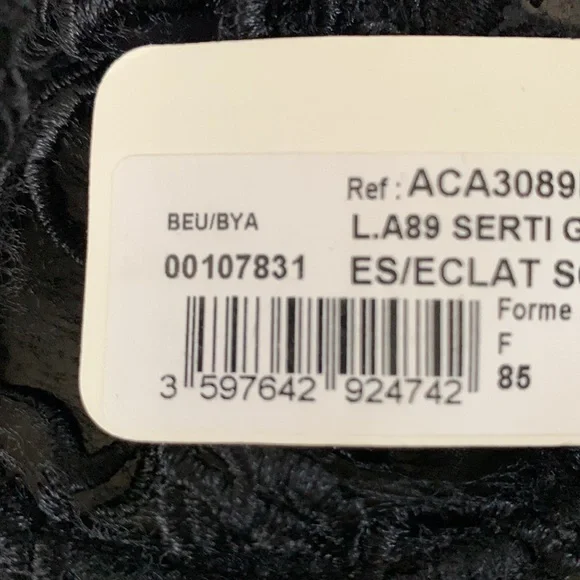 Ref : ACA3089
BEU/BYA
L.A89 SERTI G
00107831
ES/ECLAT S
Forme
F
85
3 597642 924742